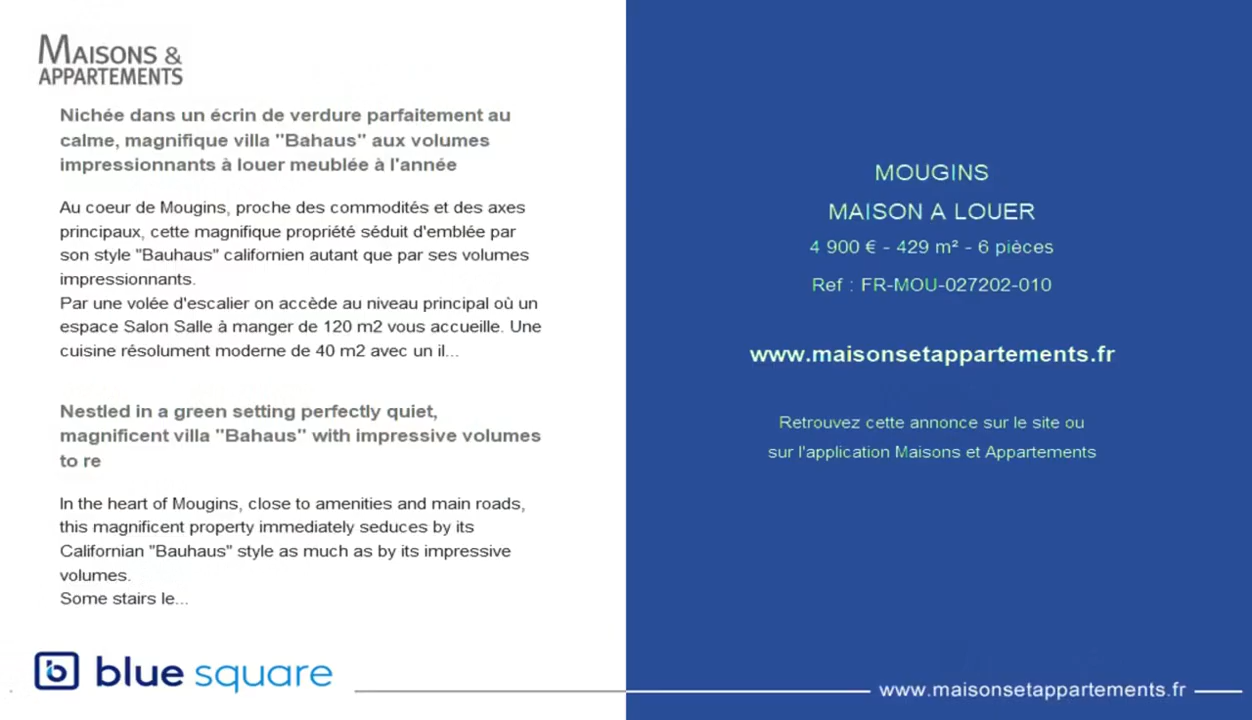 MAISONS &
APPARTEMENTS
Nichée dans un écrin de verdure parfaitement au
calme, magnifique villa "Bahaus" aux volumes
impressionnants à louer meublée à l'année
Au coeur de Mougins, proche des commodités et des axes
principaux, cette magnifique propriété séduit d'emblée par
son style "Bauhaus" californien autant que par ses volumes
impressionnants.
Par une volée d'escalier on accède au niveau principal où un
espace Salon Salle à manger de 120 m2 vous accueille. Une
cuisine résolument moderne de 40 m2 avec un il...
Nestled in a green setting perfectly quiet,
magnificent villa "Bahaus" with impressive volumes
to re
In the heart of Mougins, close to amenities and main roads,
this magnificent property immediately seduces by its
Californian "Bauhaus" style as much as by its impressive
volumes.
Some stairs le...
b blue square
MOUGINS
MAISON A LOUER
4 900 € - 429 m² - 6 pièces
Ref : FR-MOU-027202-010
www.maisonsetappartements.fr
Retrouvez cette annonce sur le site ou
sur l'application Maisons et Appartements
www.maisonsetappartements.fr